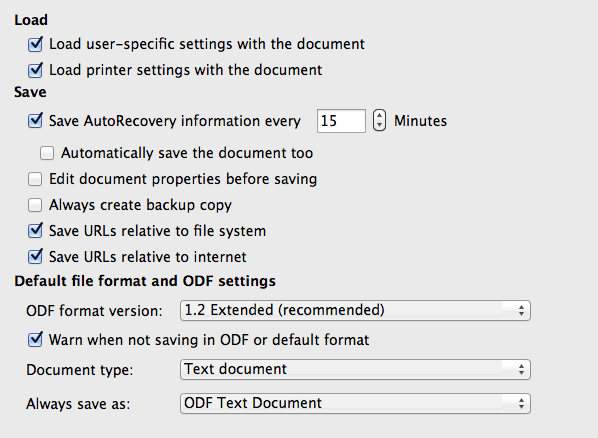 Load
Load user-specific settings with the document
Load printer settings with the document
Save
Save AutoRecovery information every 15 Minutes
Automatically save the document too
Edit document properties before saving
Always create backup copy
Save URLs relative to file system
Save URLs relative to internet
Default file format and ODF settings
ODF format version: 1.2 Extended (recommended)
Warn when not saving in ODF or default format
Document type: Text document
Always save as: ODF Text Document